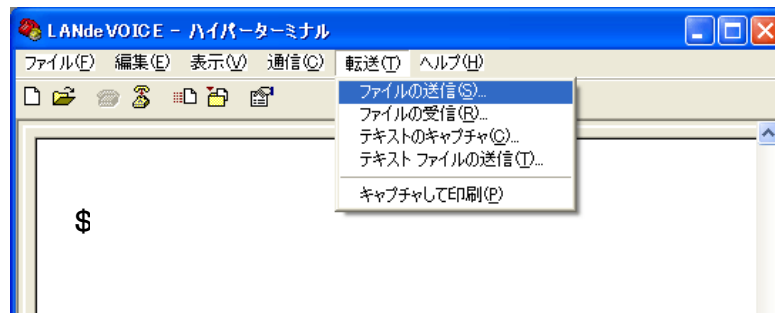 LANdeVOICE - ハイパーターミナル
ファイル(F) 編集(E) 表示(V) 通信(C) 転送(T) ヘルプ(H)
ファイルの送信(S)...
ファイルの受信(R)...
テキストのキャプチャ(C)...
テキスト ファイルの送信(T)...
キャプチャして印刷(P)
$